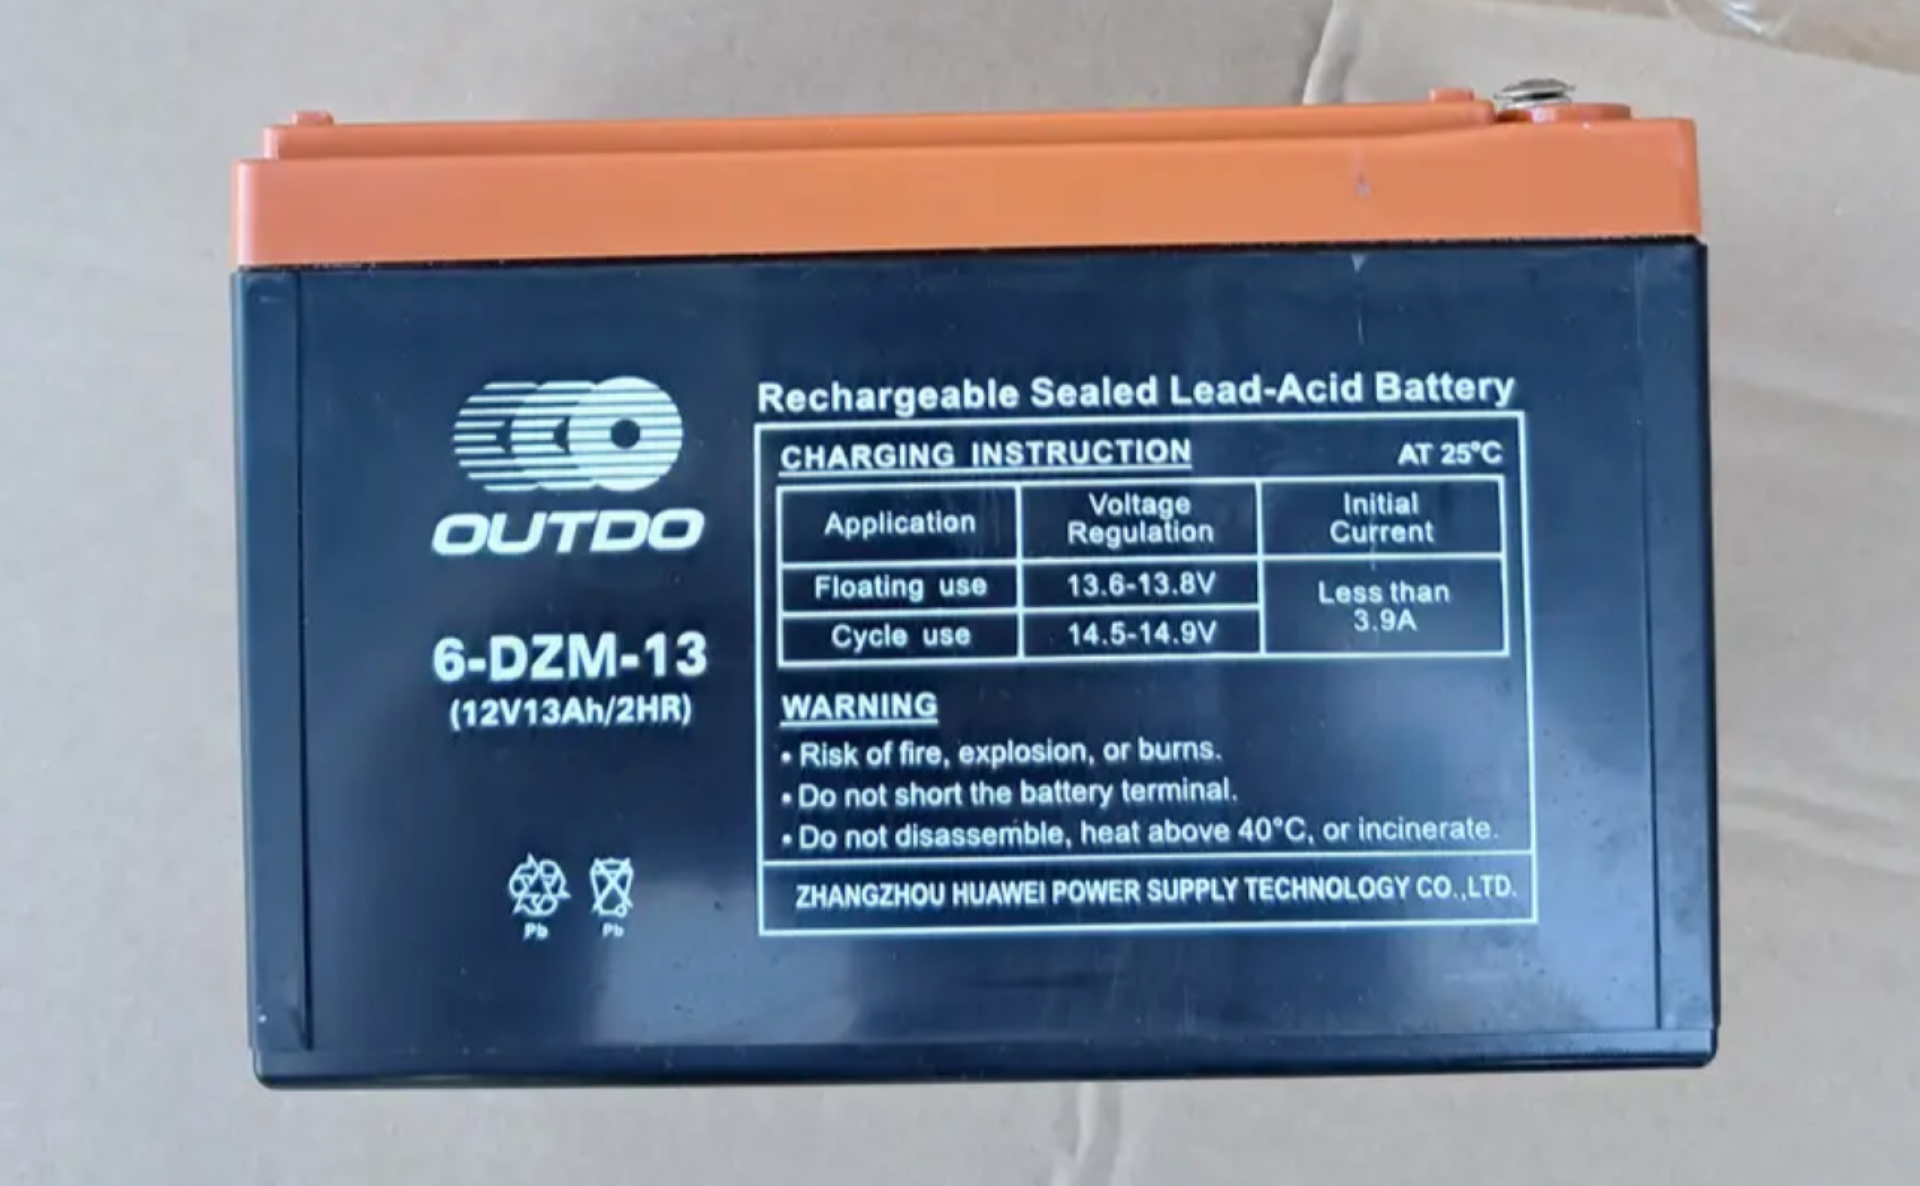 OUTDO
6-DZM-13
(12V13Ah/2HR)
Pb Pb
Rechargeable Sealed Lead-Acid Battery
CHARGING INSTRUCTION AT 25°C
Application Voltage Regulation Initial Current
Floating use 13.6-13.8V Less than 3.9A
Cycle use 14.5-14.9V
WARNING
• Risk of fire, explosion, or burns.
• Do not short the battery terminal.
• Do not disassemble, heat above 40°C, or incinerate.
ZHANGZHOU HUAWEI POWER SUPPLY TECHNOLOGY CO.,LTD.